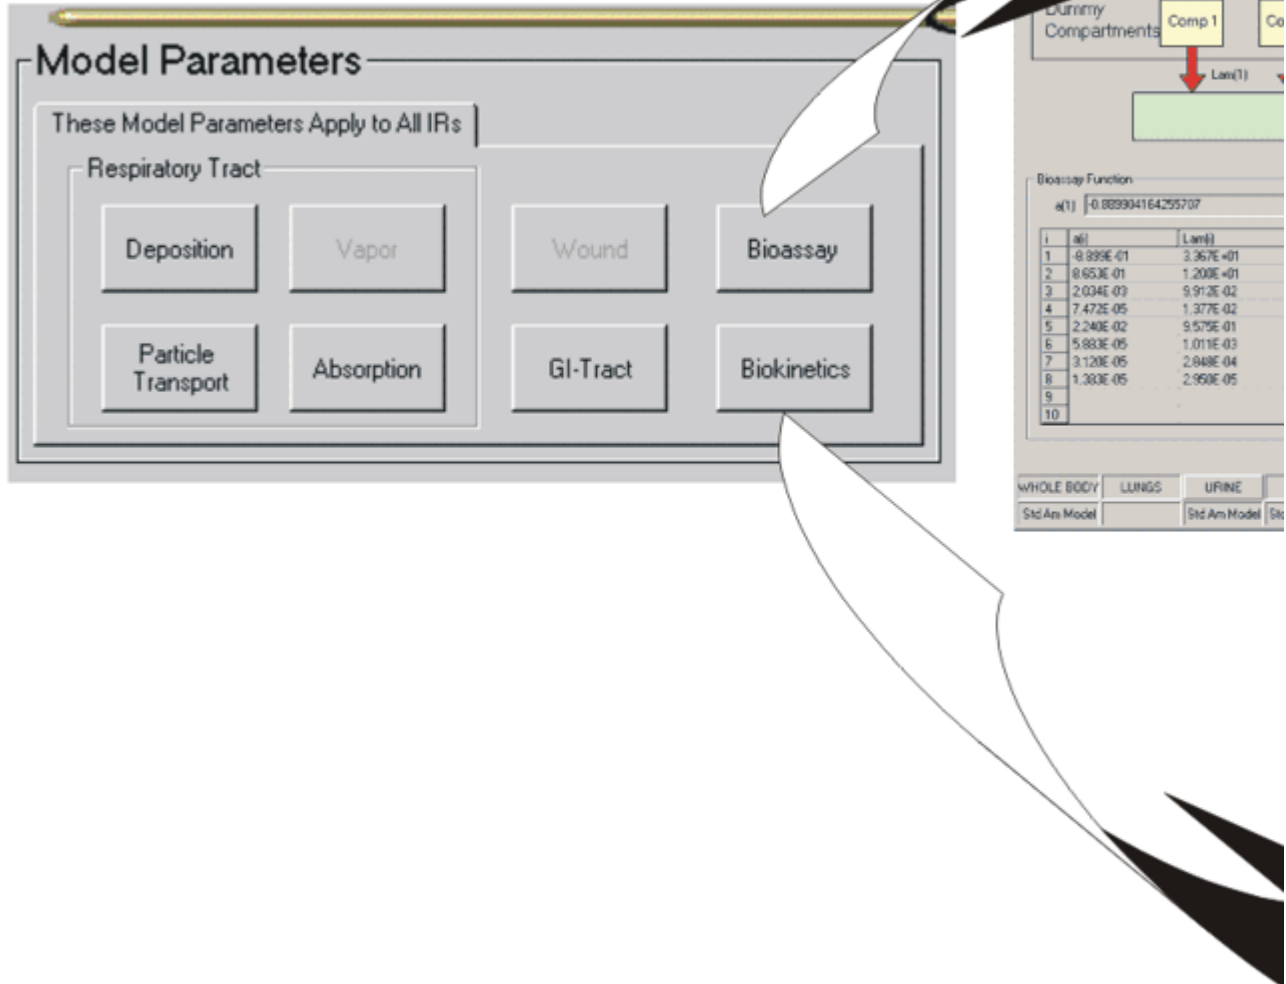 Model Parameters
These Model Parameters Apply to All IRs
Respiratory Tract
Deposition
Vapor
Wound
Bioassay
Particle
Transport
Absorption
GI-Tract
Biokinetics
Dummy
Compartments
Comp 1
Co
Lam(1)
Bioassay Function
a(1) -0.889904164255707
i a(i) Lam(i)
1 -8.899E-01 3.367E+01
2 8.653E-01 1.200E+01
3 2.034E-03 9.912E-02
4 7.472E-05 1.377E-02
5 2.240E-02 9.575E-01
6 5.883E-05 1.011E-03
7 3.120E-05 2.848E-04
8 1.383E-05 2.950E-05
9
10
WHOLE BODY LUNGS URINE
Std Am Model Std Am Model Std